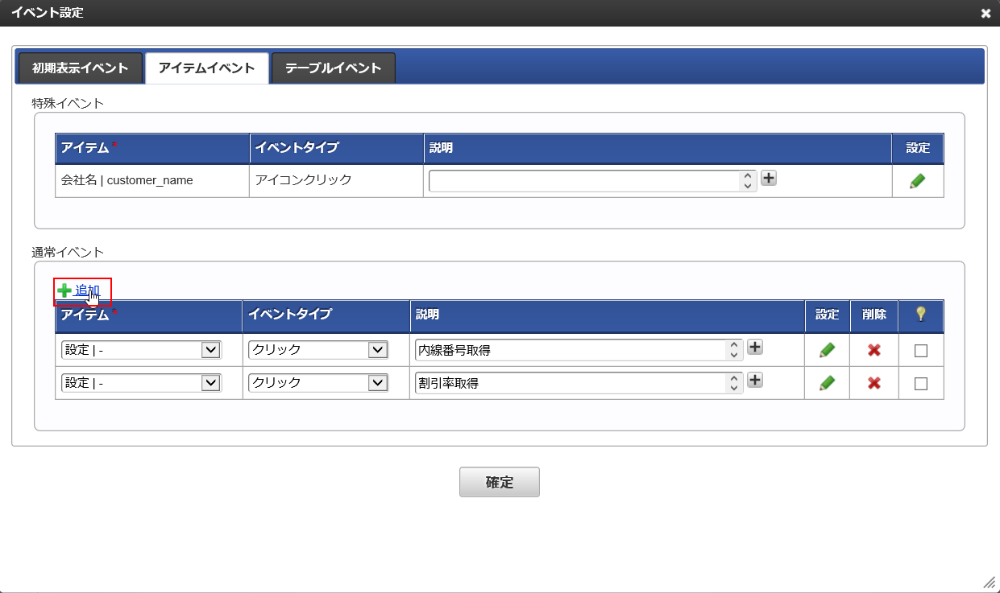 イベント設定
初期表示イベント アイテムイベント テーブルイベント
特殊イベント
アイテム* イベントタイプ 説明 設定
会社名 | customer_name アイコンクリック
通常イベント
追加
アイテム* イベントタイプ 説明 設定 削除
設定 | - クリック 内線番号取得
設定 | - クリック 割引率取得
確定